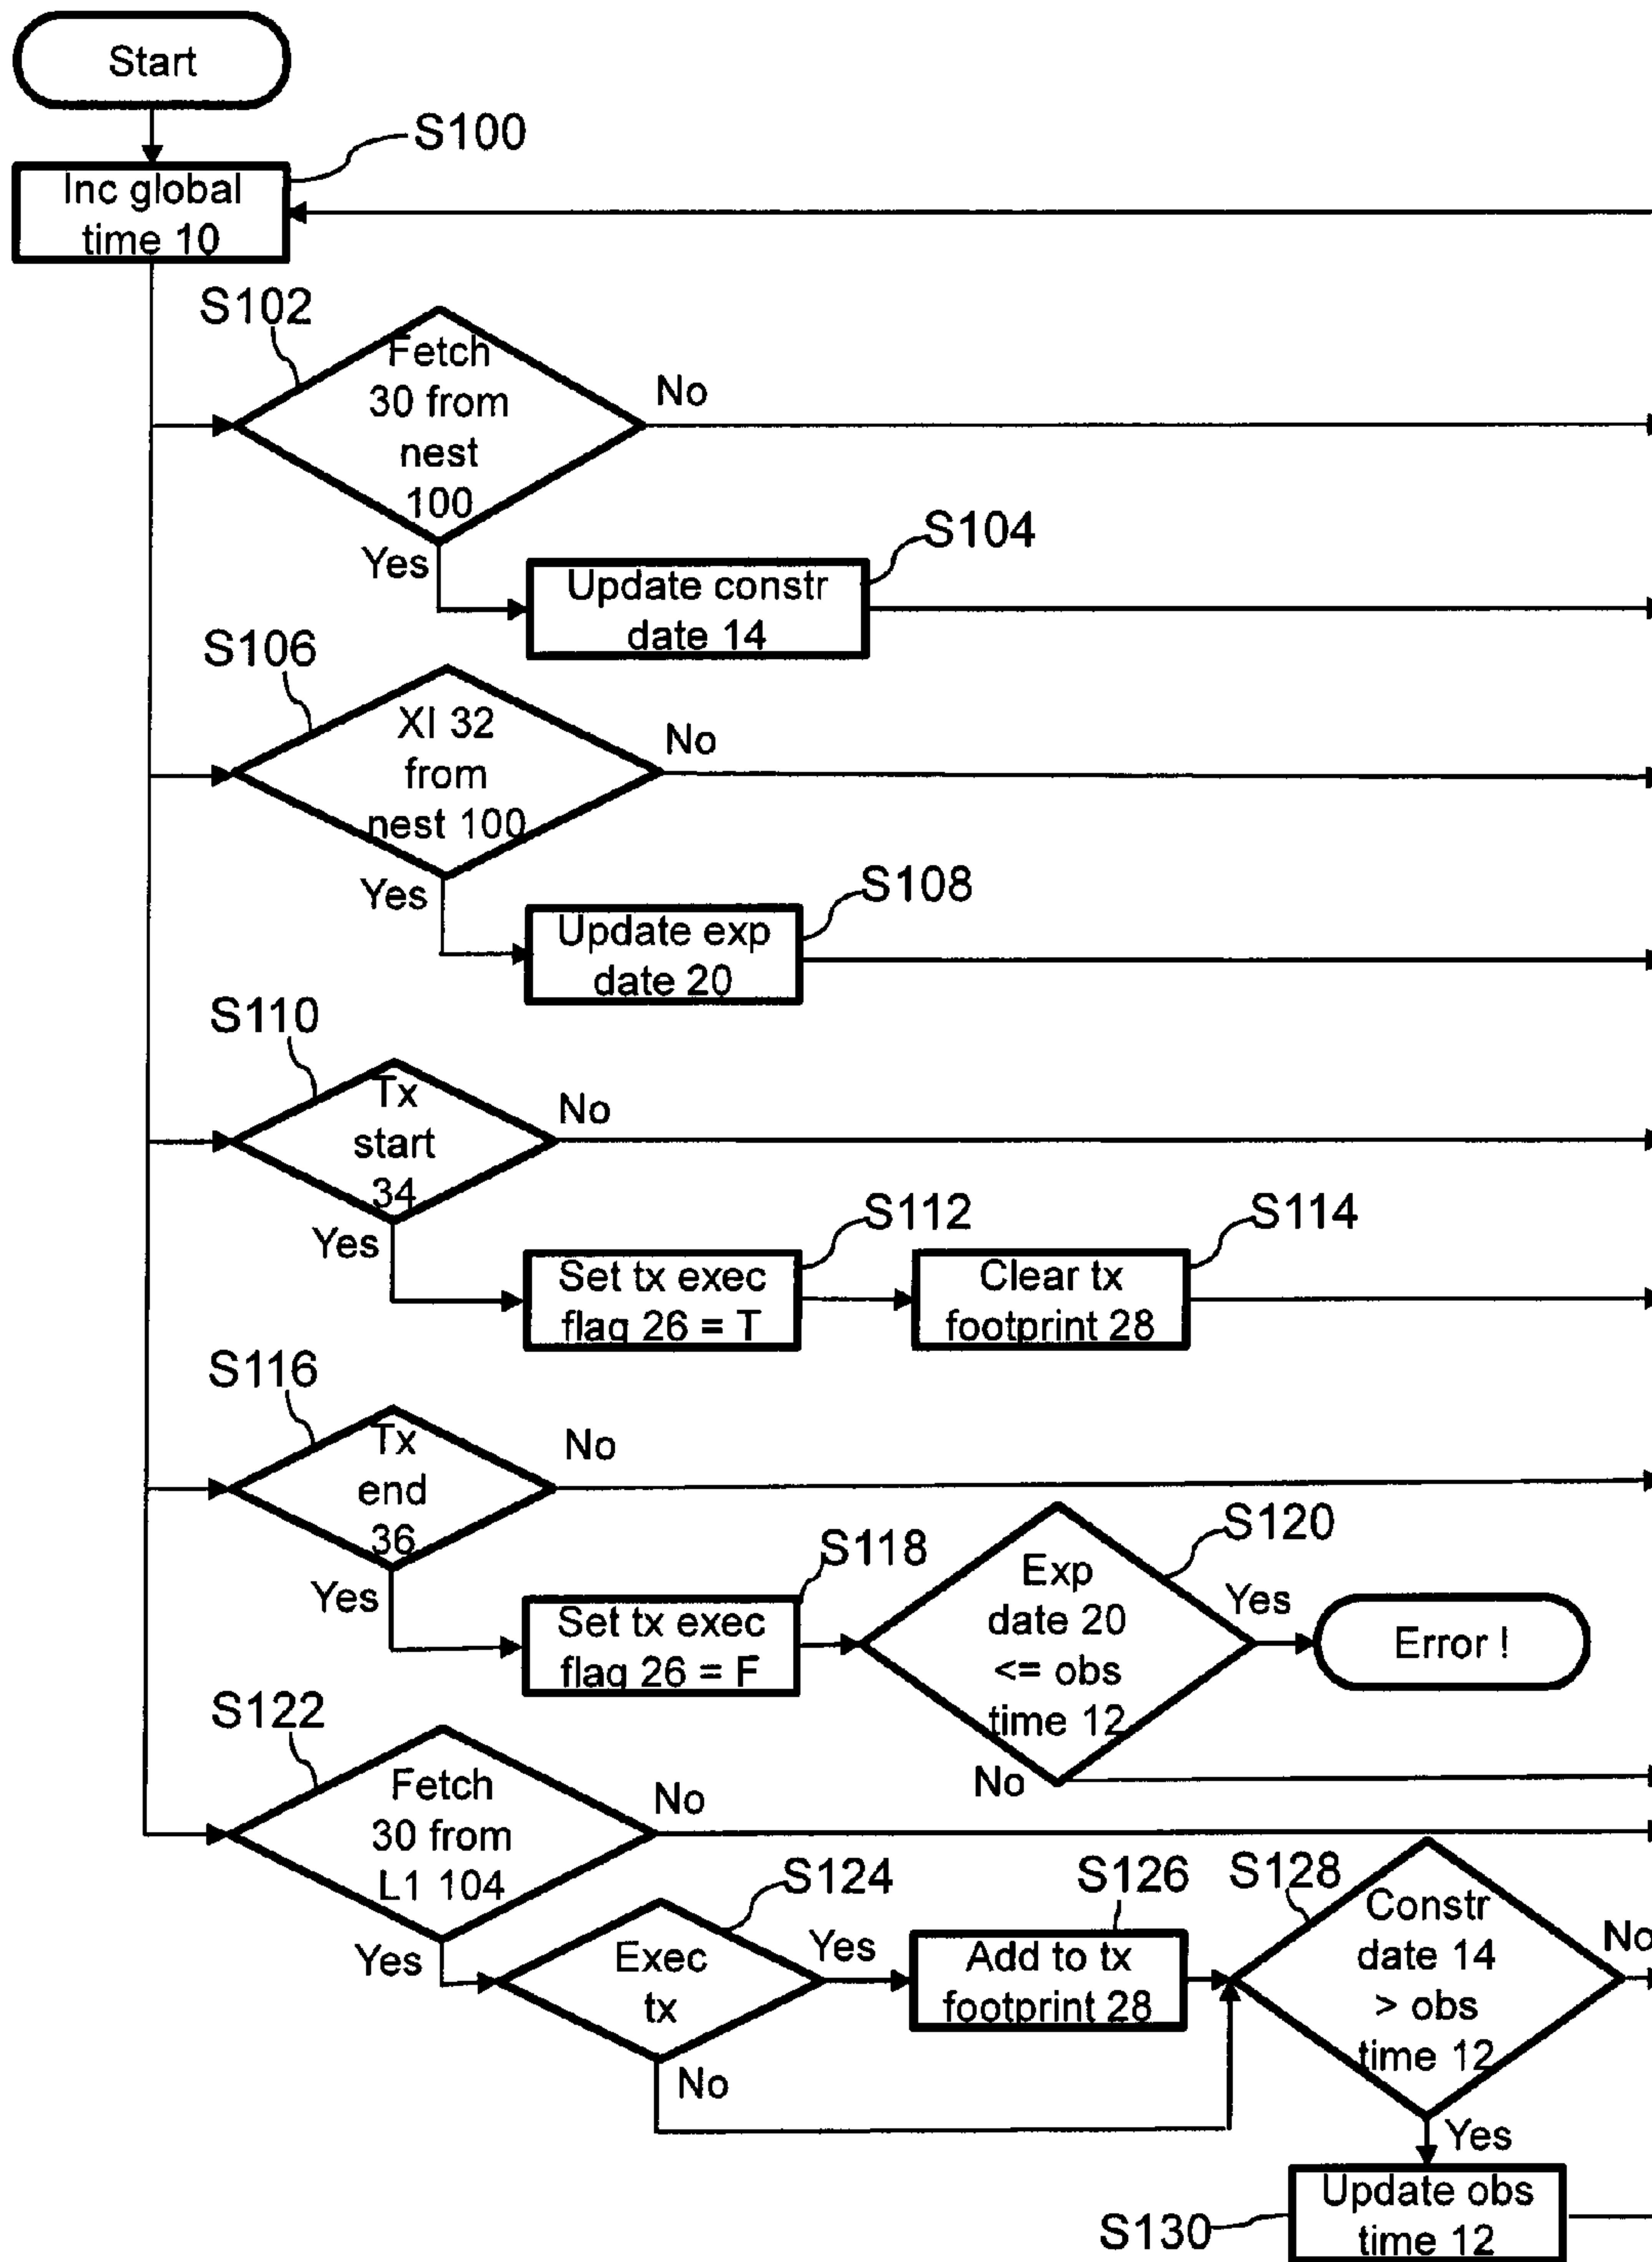 Start
S100
Inc global
time 10
S102
Fetch
30 from
nest
100
No
Yes
S104
Update constr
date 14
S106
XI 32
from
nest 100
No
Yes
S108
Update exp
date 20
S110
Tx
start
34
No
Yes
S112
Set tx exec
flag 26 = T
S114
Clear tx
footprint 28
S116
Tx
end
36
No
Yes
S118
Set tx exec
flag 26 = F
S120
Exp
date 20
<= obs
time 12
Yes
Error !
No
S122
Fetch
30 from
L1 104
No
Yes
S124
Exec
tx
Yes
No
S126
Add to tx
footprint 28
S128
Constr
date 14
> obs
time 12
No
Yes
S130
Update obs
time 12